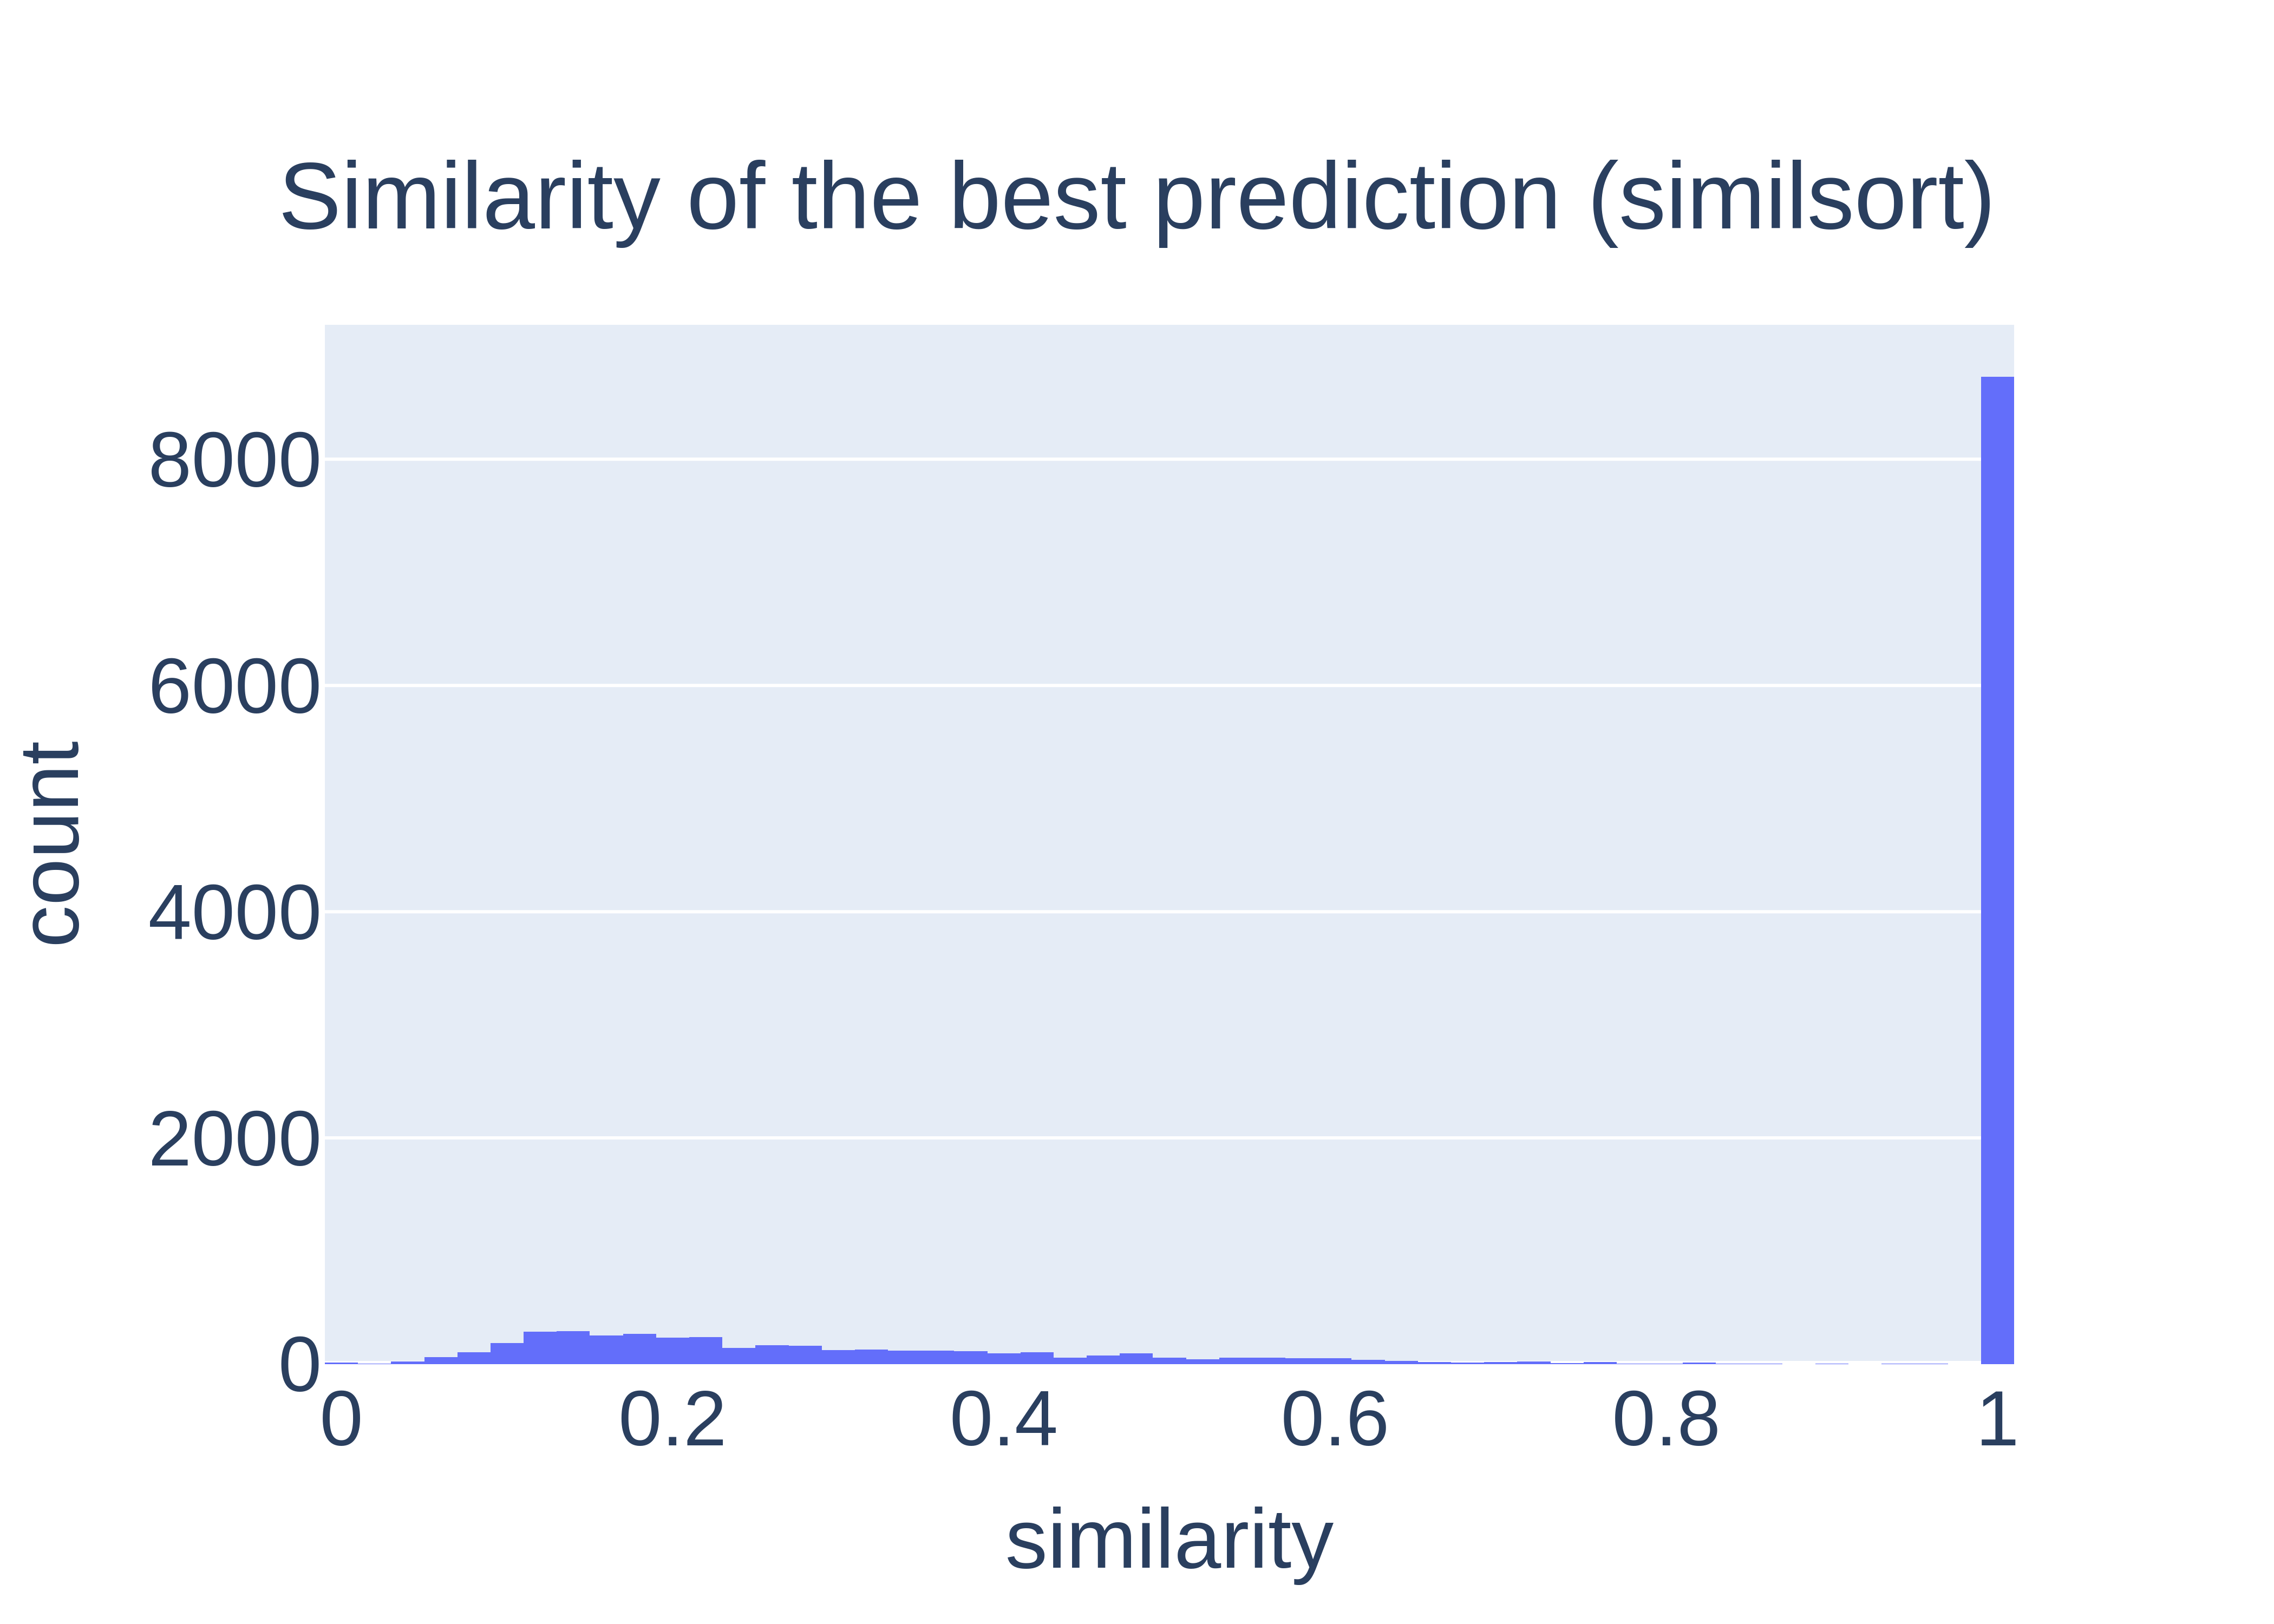 Similarity of the best prediction (similsort)
8000
6000
4000
2000
0
count
0 0.2 0.4 0.6 0.8 1
similarity